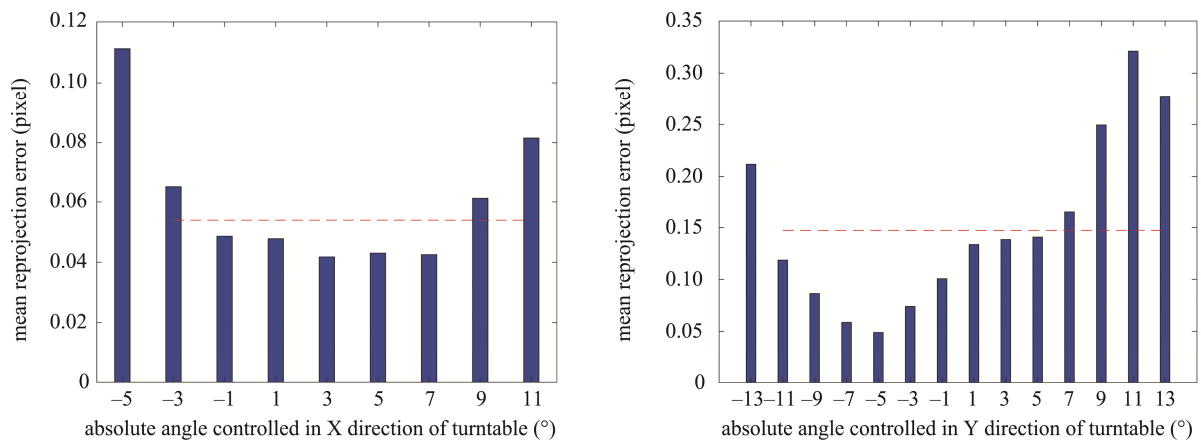 0.12
0.10
0.08
0.06
0.04
0.02
0
mean reprojection error (pixel)
–5 –3 –1 1 3 5 7 9 11
absolute angle controlled in X direction of turntable (°)
0.35
0.30
0.25
0.20
0.15
0.10
0.05
0
mean reprojection error (pixel)
–13 –11 –9 –7 –5 –3 –1 1 3 5 7 9 11 13
absolute angle controlled in Y direction of turntable (°)